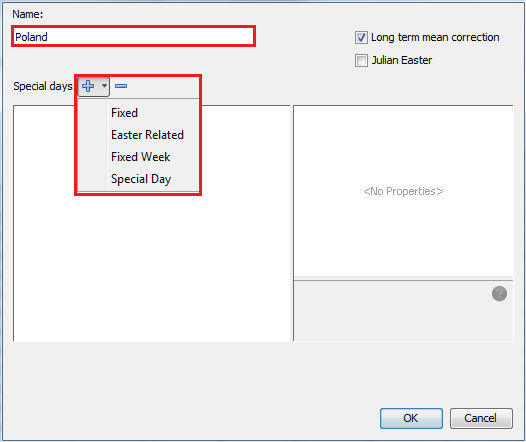 Name:
Poland
Long term mean correction
Julian Easter
Special days:
Fixed
Easter Related
Fixed Week
Special Day
<No Properties>
?
OK
Cancel